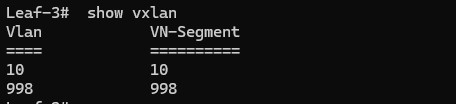 Leaf-3#  show vxlan
Vlan            VN-Segment
====            ==========
10              10
998             998